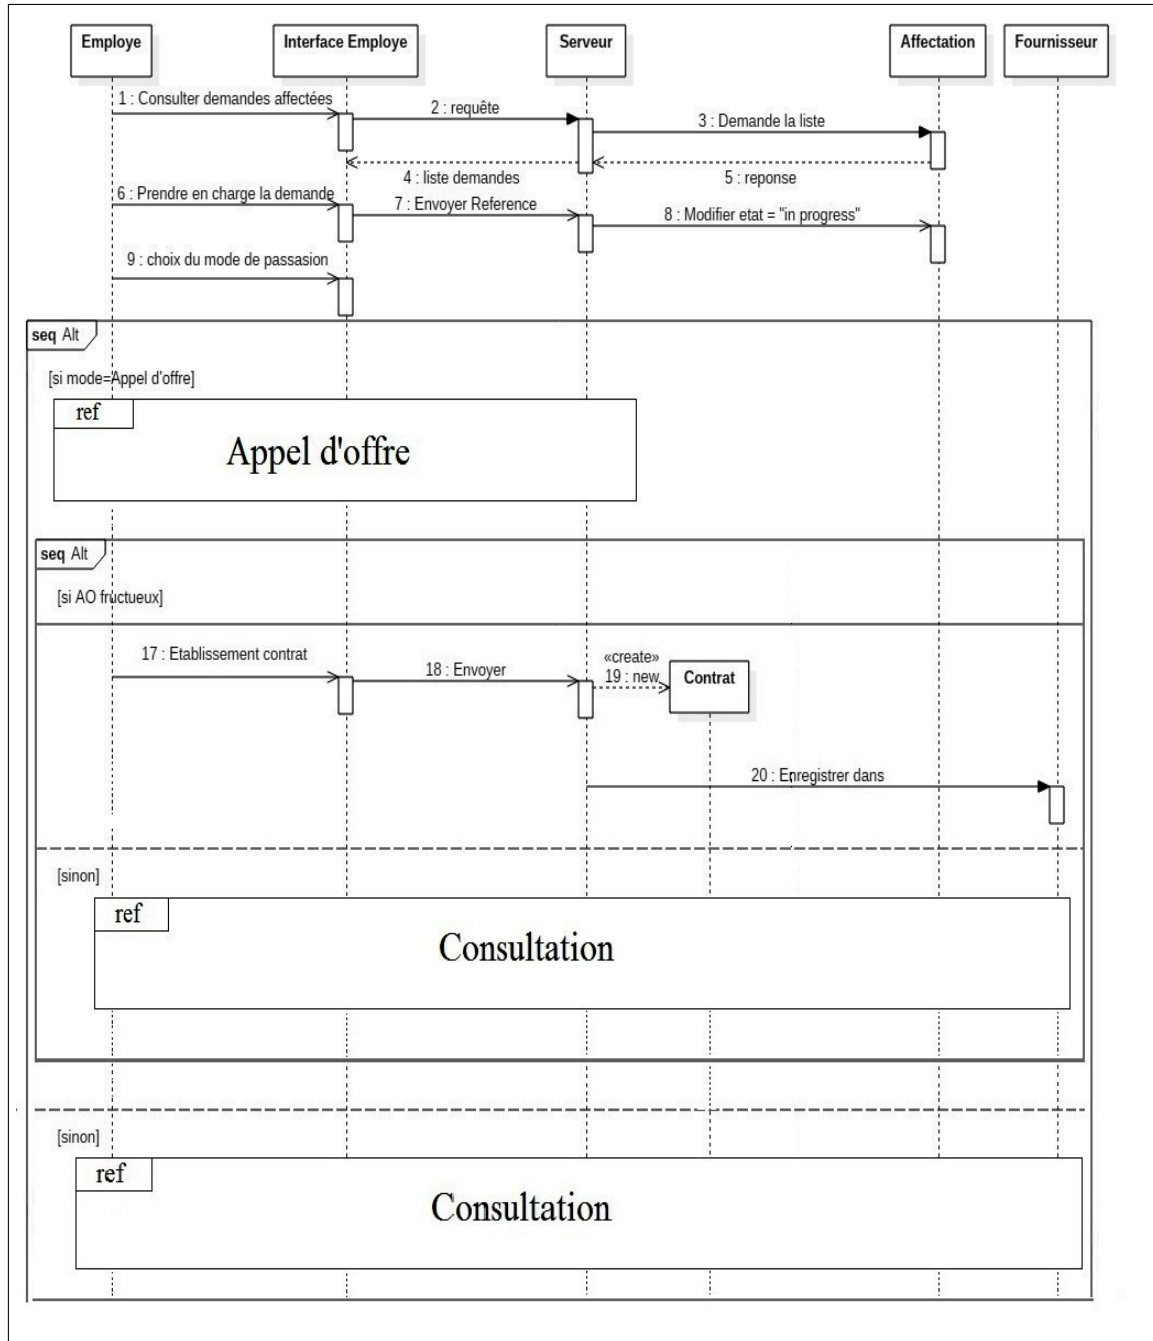 Employe
Interface Employe
Serveur
Affectation
Fournisseur
1 : Consulter demandes affectées
2 : requête
3 : Demande la liste
4 : liste demandes
5 : reponse
6 : Prendre en charge la demande
7 : Envoyer Reference
8 : Modifier etat = "in progress"
9 : choix du mode de passasion
seq Alt
[si mode=Appel d'offre]
ref
Appel d'offre
seq Alt
[si AO fructueux]
17 : Etablissement contrat
18 : Envoyer
«create»
19 : new
Contrat
20 : Enregistrer dans
[sinon]
ref
Consultation
[sinon]
ref
Consultation